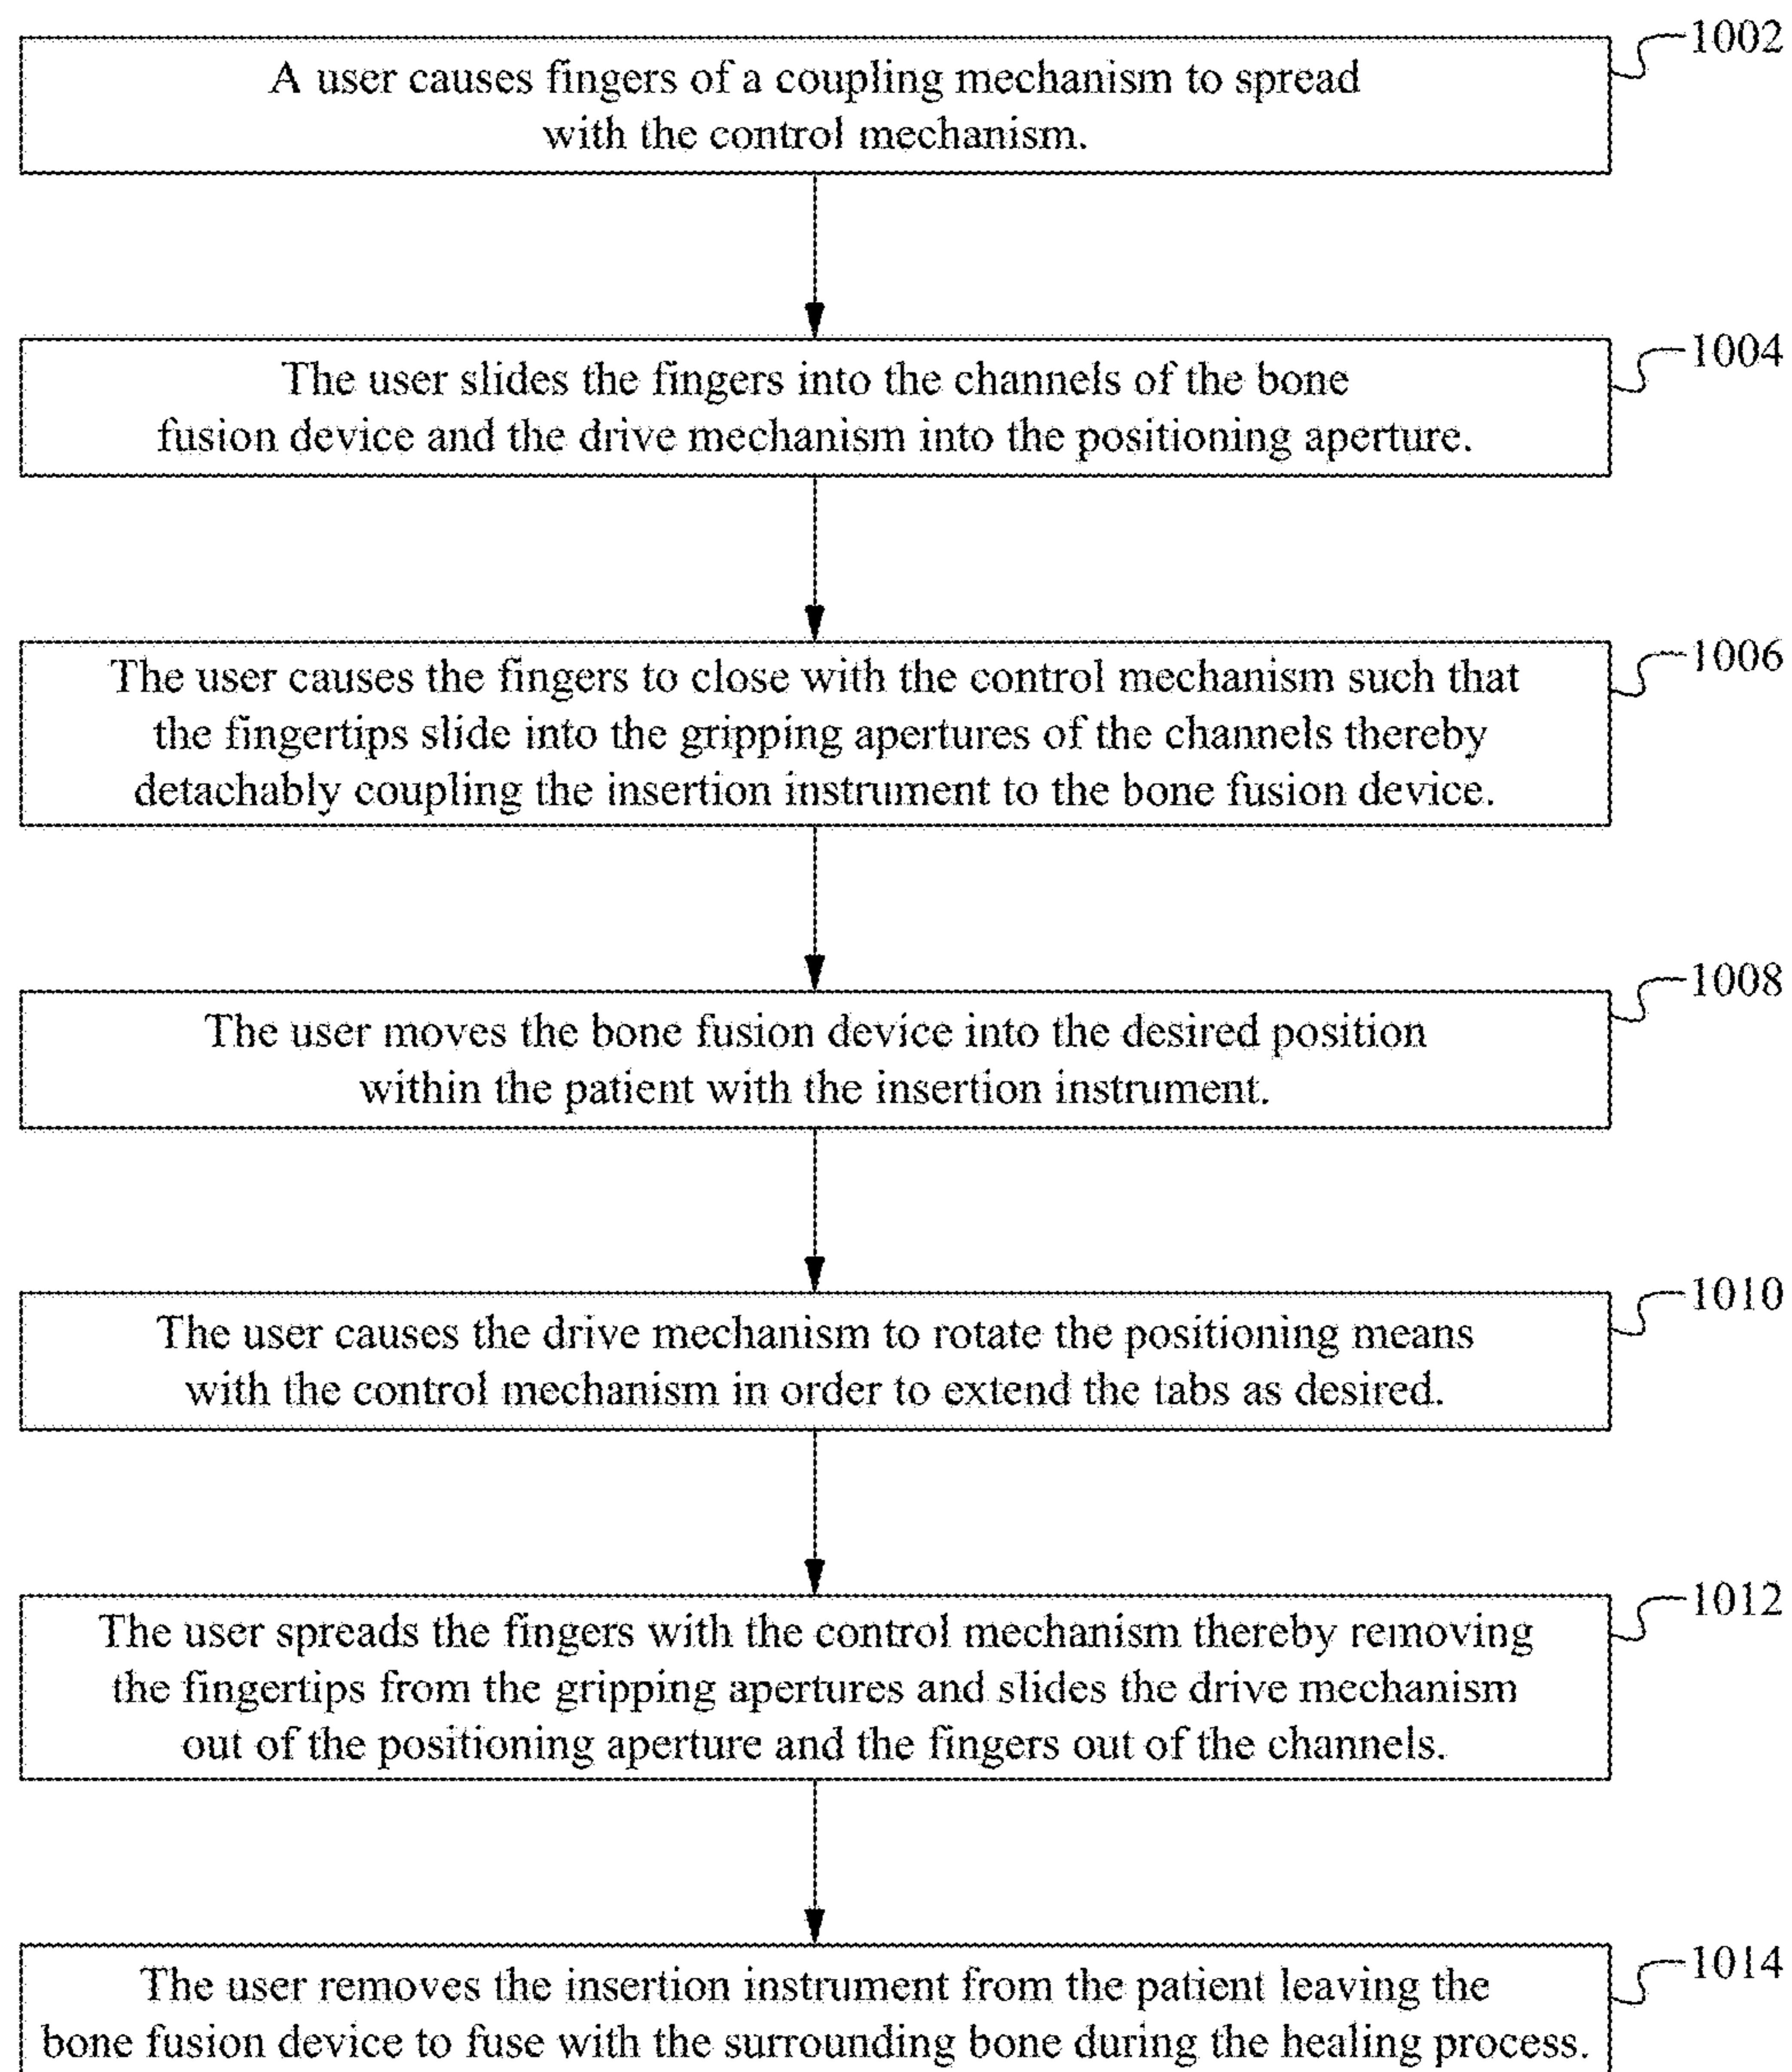 1002
A user causes fingers of a coupling mechanism to spread
with the control mechanism.
1004
The user slides the fingers into the channels of the bone
fusion device and the drive mechanism into the positioning aperture.
1006
The user causes the fingers to close with the control mechanism such that
the fingertips slide into the gripping apertures of the channels thereby
detachably coupling the insertion instrument to the bone fusion device.
1008
The user moves the bone fusion device into the desired position
within the patient with the insertion instrument.
1010
The user causes the drive mechanism to rotate the positioning means
with the control mechanism in order to extend the tabs as desired.
1012
The user spreads the fingers with the control mechanism thereby removing
the fingertips from the gripping apertures and slides the drive mechanism
out of the positioning aperture and the fingers out of the channels.
1014
The user removes the insertion instrument from the patient leaving the
bone fusion device to fuse with the surrounding bone during the healing process.